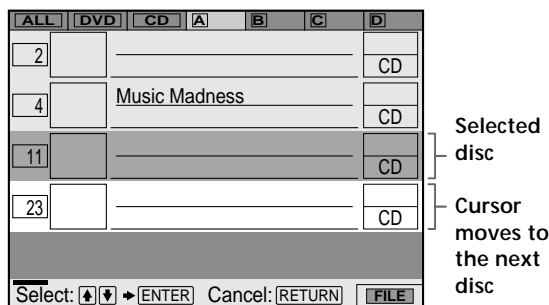 ALL DVD CD A B C D
2
CD
4 Music Madness
CD
11
CD
23
CD
Select: ↑ ↓ → ENTER Cancel: RETURN FILE
Selected
disc
Cursor
moves to
the next
disc